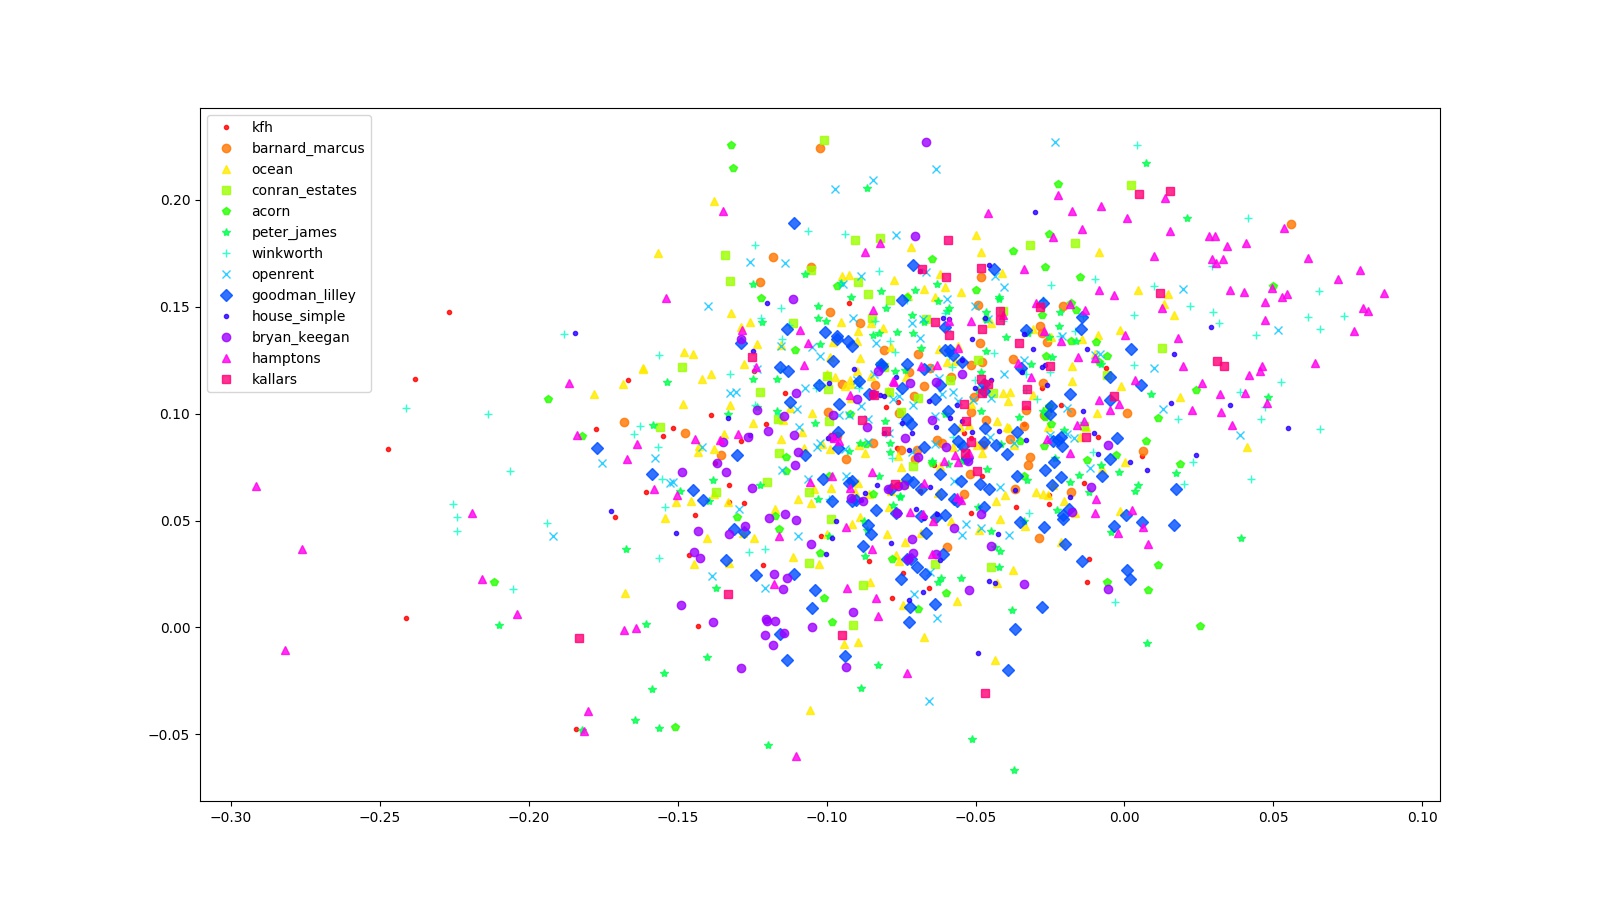 kfh
barnard_marcus
ocean
conran_estates
acorn
peter_james
winkworth
openrent
goodman_lilley
house_simple
bryan_keegan
hamptons
kallars
0.20
0.15
0.10
0.05
0.00
−0.05
−0.30 −0.25 −0.20 −0.15 −0.10 −0.05 0.00 0.05 0.10